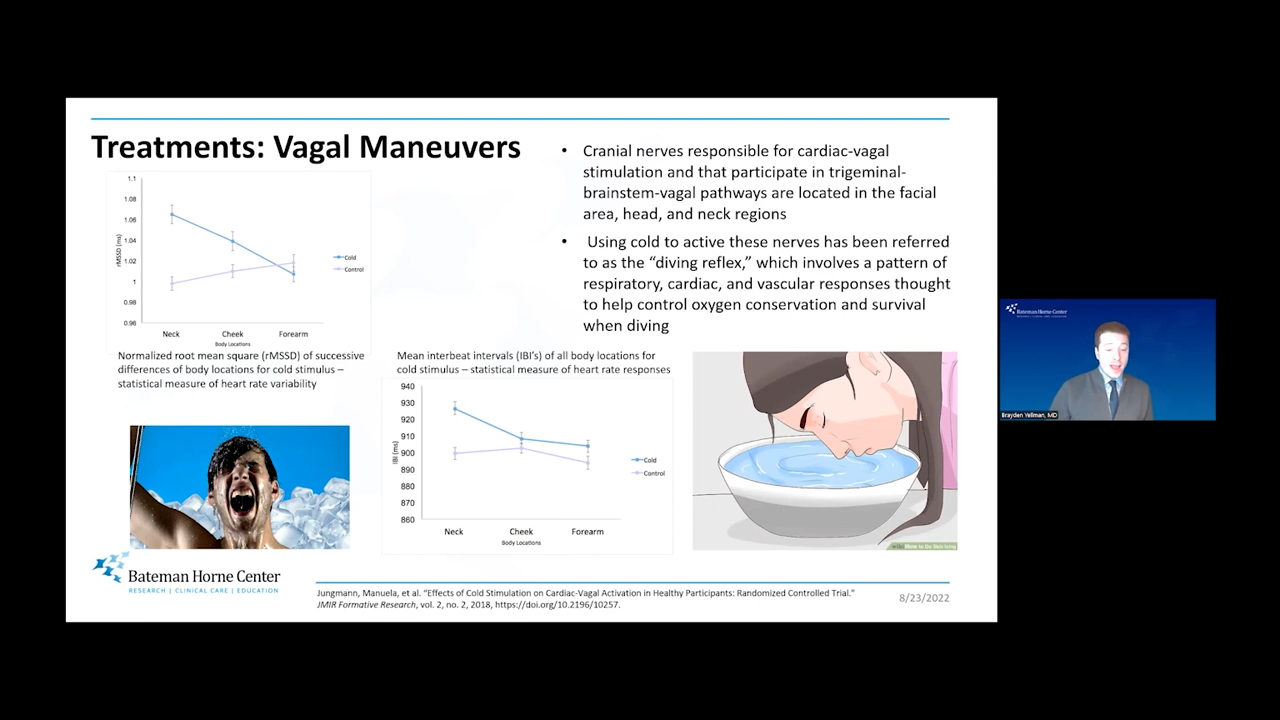 Treatments: Vagal Maneuvers
1.1
1.08
1.06
1.04
1.02
1
0.98
0.96
rMSSD (ms)
Cold
Control
Neck Cheek Forearm
Body Locations
Normalized root mean square (rMSSD) of successive
differences of body locations for cold stimulus –
statistical measure of heart rate variability
• Cranial nerves responsible for cardiac-vagal
stimulation and that participate in trigeminal-
brainstem-vagal pathways are located in the facial
area, head, and neck regions
• Using cold to active these nerves has been referred
to as the “diving reflex,” which involves a pattern of
respiratory, cardiac, and vascular responses thought
to help control oxygen conservation and survival
when diving
Mean interbeat intervals (IBI’s) of all body locations for
cold stimulus – statistical measure of heart rate responses
940
930
920
910
900
890
880
870
860
IBI (ms)
Cold
Control
Neck Cheek Forearm
Body Locations
Bateman Horne Center
RESEARCH | CLINICAL CARE | EDUCATION
Jungmann, Manuela, et al. “Effects of Cold Stimulation on Cardiac-Vagal Activation in Healthy Participants: Randomized Controlled Trial.”
JMIR Formative Research, vol. 2, no. 2, 2018, https://doi.org/10.2196/10257.
8/23/2022
Bateman Horne Center
Brayden Yellman, MD